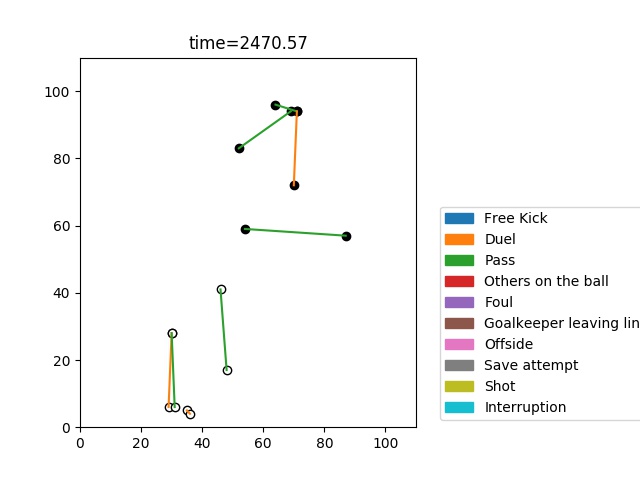 time=2470.57
100
80
60
40
20
0
0 20 40 60 80 100
Free Kick
Duel
Pass
Others on the ball
Foul
Goalkeeper leaving lin
Offside
Save attempt
Shot
Interruption